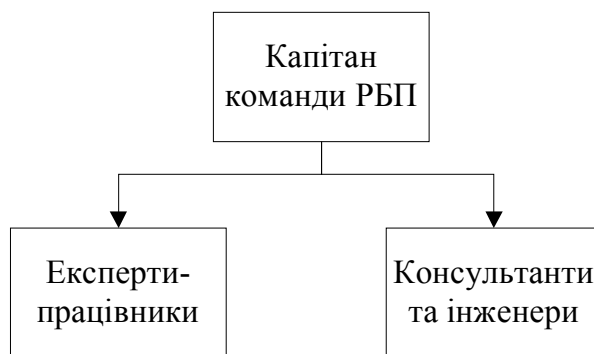 Капітан
команди РБП
Експерти-
працівники
Консультанти
та інженери